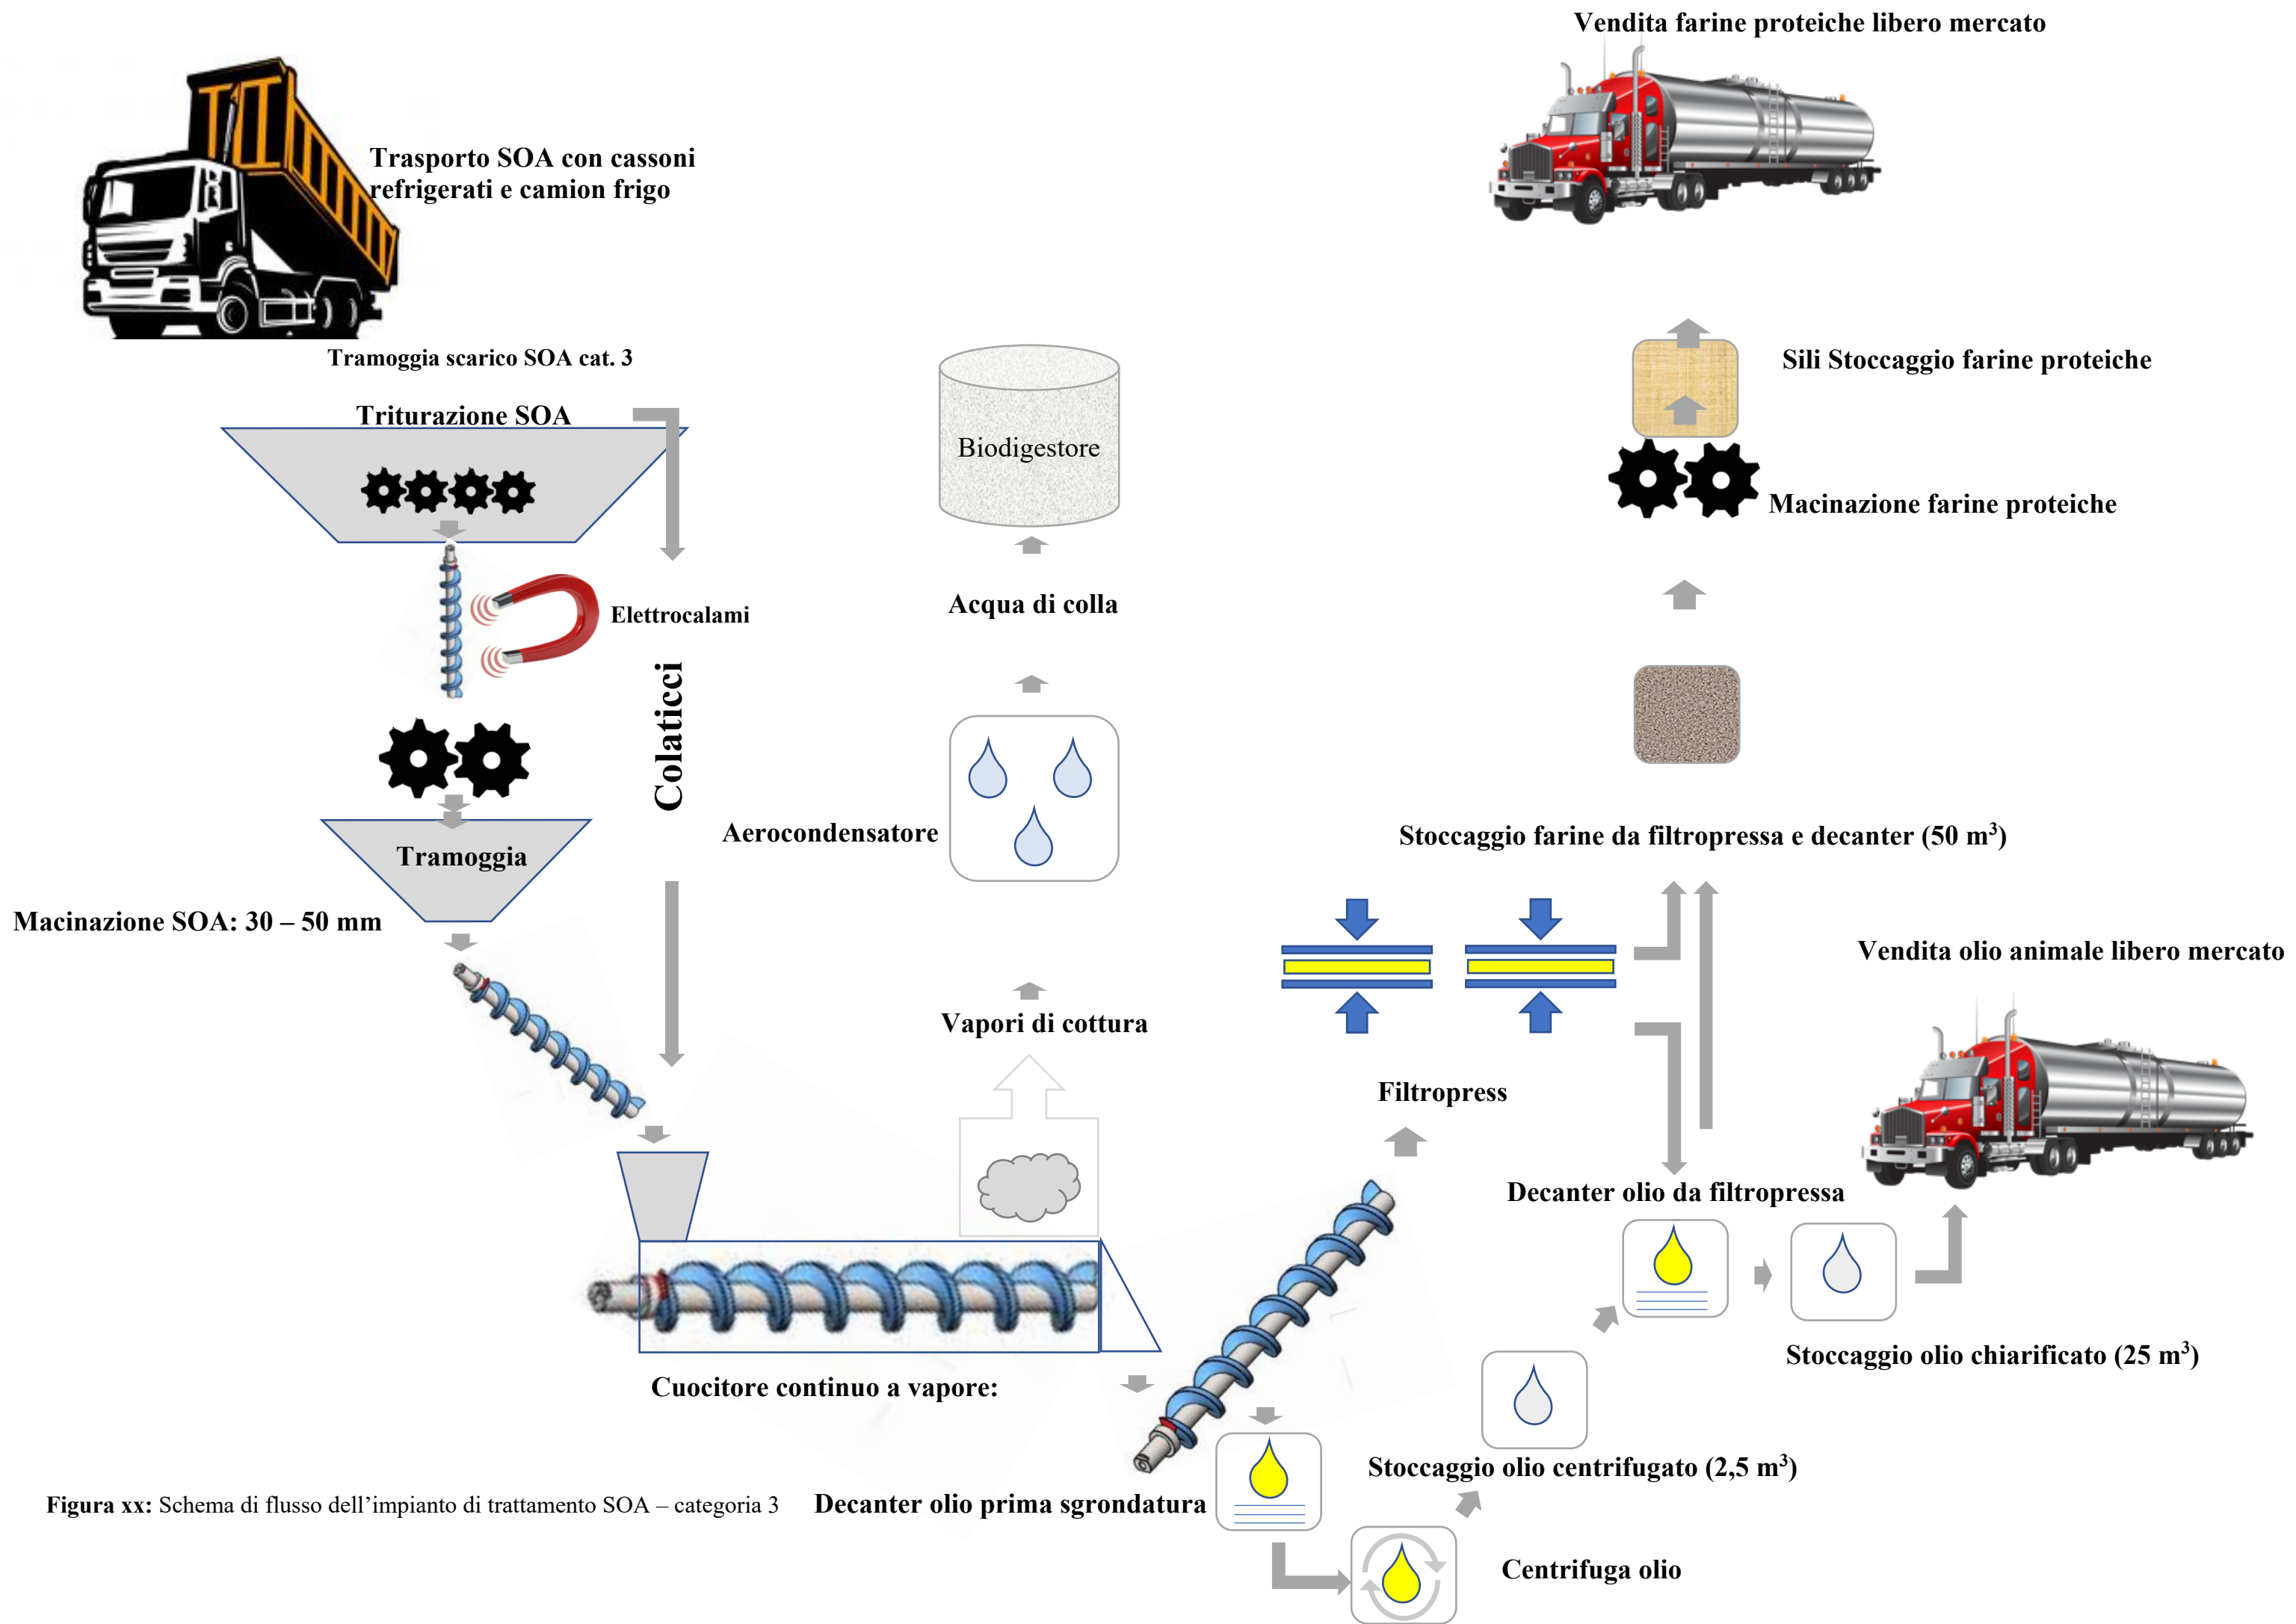 Vendita farine proteiche libero mercato
Trasporto SOA con cassoni
refrigerati e camion frigo
Tramoggia scarico SOA cat. 3
Triturazione SOA
Sili Stoccaggio farine proteiche
Biodigestore
Macinazione farine proteiche
Elettrocalami
Acqua di colla
Colaticci
Aerocondensatore
Stoccaggio farine da filtropressa e decanter (50 m³)
Tramoggia
Macinazione SOA: 30 – 50 mm
Vendita olio animale libero mercato
Vapori di cottura
Filtropress
Decanter olio da filtropressa
Stoccaggio olio chiarificato (25 m³)
Cuocitore continuo a vapore:
Stoccaggio olio centrifugato (2,5 m³)
Figura xx: Schema di flusso dell’impianto di trattamento SOA – categoria 3
Decanter olio prima sgrondatura
Centrifuga olio